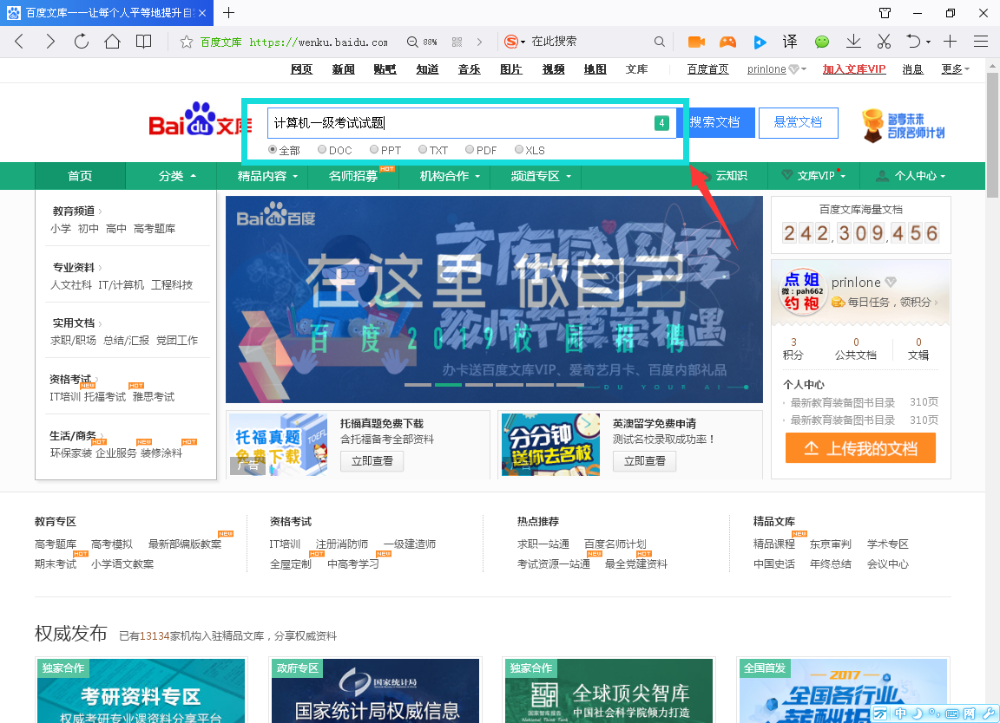 百度文库——让每个人平等地提升自
百度文库 https://wenku.baidu.com 88% 在此搜索 译
网页 新闻 贴吧 知道 音乐 图片 视频 地图 文库 百度首页 prinlone 加入文库VIP 消息 更多
Bai du 文库
计算机一级考试试题 4 搜索文档 悬赏文档
多享未来
百度名师计划
全部 DOC PPT TXT PDF XLS
首页 分类 精品内容 名师招募 HOT 机构合作 频道专区 云知识 文库VIP 个人中心
教育频道
小学 初中 高中 高考题库
专业资料
人文社科 IT/计算机 工程科技
实用文档
求职/职场 总结/汇报 党团工作
资格考试
NEW HOT
IT培训 托福考试 雅思考试
生活/商务
HOT NEW HOT
环保家装 企业服务 装修涂料
Bai du 百度
在这里 做自己
百度2019校园招聘
办卡送百度文库VIP、爱奇艺月卡、百度内部礼品
DU YOUR AI
百度文库海量文档
242,309,456
点姐
微:pah662
约袍
prinlone
每日任务，领积分
3 0 0
积分 公共文档 文辑
个人中心
最新教育装备图书目录 310页
最新教育装备图书目录 310页
上传我的文档
托福真题
免费下载
TOEFL
广告
托福真题免费下载
含托福备考全部资料
立即查看
分分钟
送你去名校
英澳留学免费申请
测试名校录取成功率！
立即查看
教育专区
NEW
高考题库 高考模拟 最新部编版教案
HOT
期末考试 小学语文教案
资格考试
IT培训 注册消防师 一级建造师
HOT NEW
全屋定制 中高考学习
热点推荐
求职一站通 百度名师计划
NEW HOT
考试资源一站通 最全党建资料
精品文库
NEW
精品课程 东京审判 学术专区
中国史话 年终总结 会议中心
权威发布 已有13134家机构入驻精品文库，分享权威资料
独家合作
考研资料专区
权威考研专业课资料分享平台
政府专区
国家统计局
国家统计局权威信息
独家合作
全球顶尖智库
中国社会科学院倾力打造
全国首发
2017
全国各行业
中
网